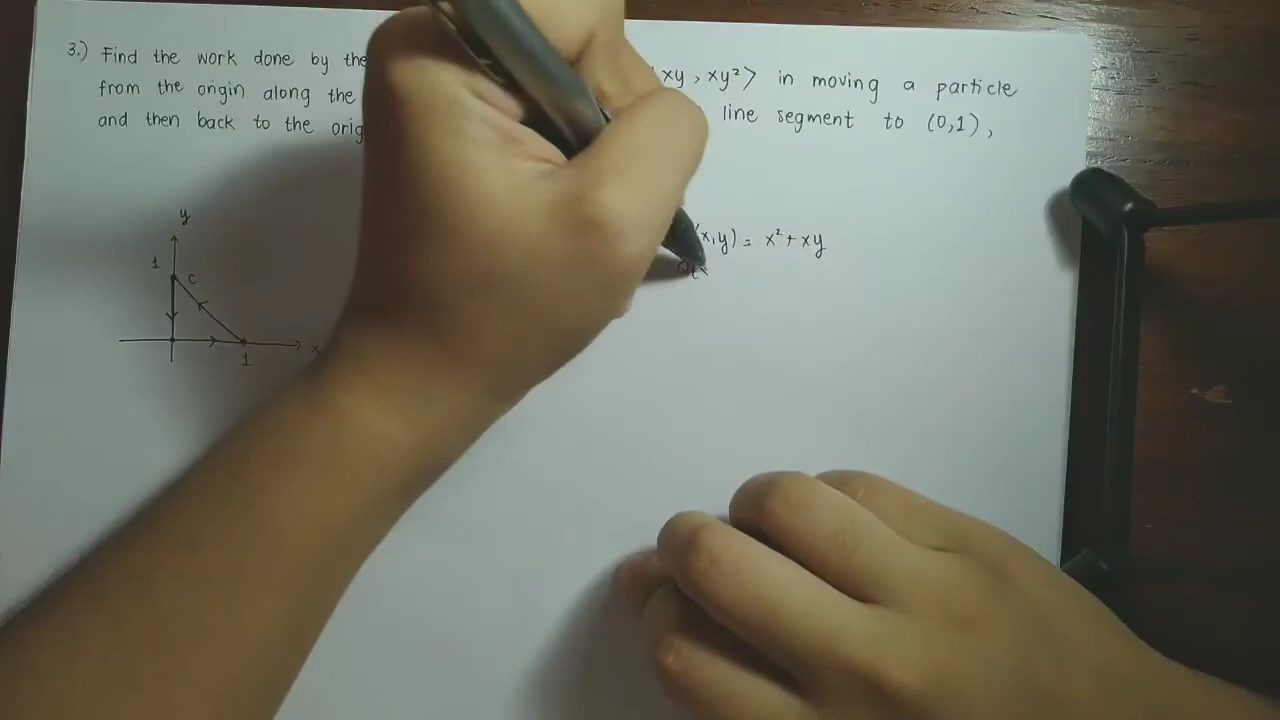 3.) Find the work done by the xy , xy²> in moving a particle
from the origin along the line segment to (0,1) ,
and then back to the
y
1
C
1
x
(x,y) = x² + xy